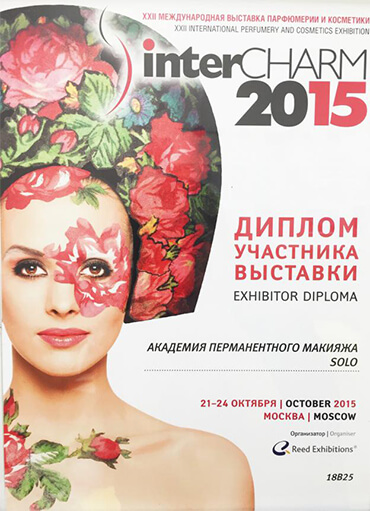 XXII МЕЖДУНАРОДНАЯ ВЫСТАВКА ПАРФЮМЕРИИ И КОСМЕТИКИ
XXII INTERNATIONAL PERFUMERY AND COSMETICS EXHIBITION
interCHARM
2015
ДИПЛОМ
УЧАСТНИКА
ВЫСТАВКИ
EXHIBITOR DIPLOMA
АКАДЕМИЯ ПЕРМАНЕНТНОГО МАКИЯЖА
SOLO
21–24 ОКТЯБРЯ | OCTOBER 2015
МОСКВА | MOSCOW
Организатор | Organiser
Reed Exhibitions®
18B25